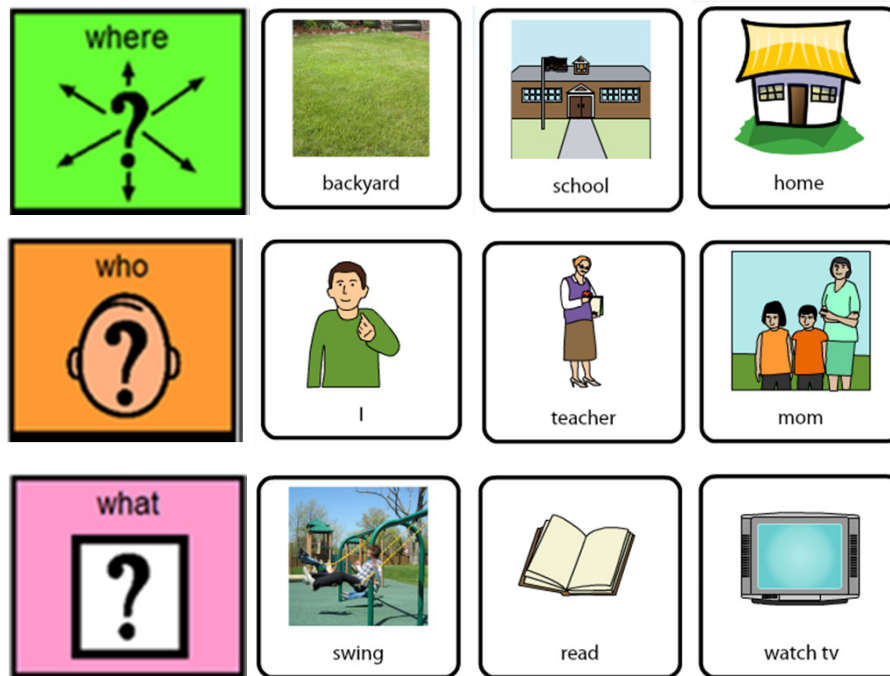 where
backyard
school
home
who
I
teacher
mom
what
swing
read
watch tv